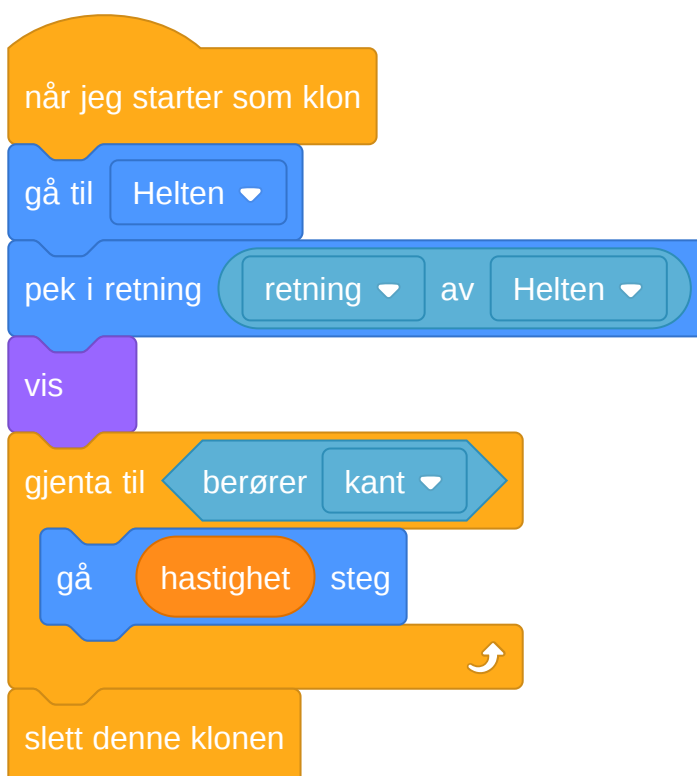 når jeg starter som klon
gå til Helten
pek i retning retning av Helten
vis
gjenta til berører kant
gå hastighet steg
slett denne klonen